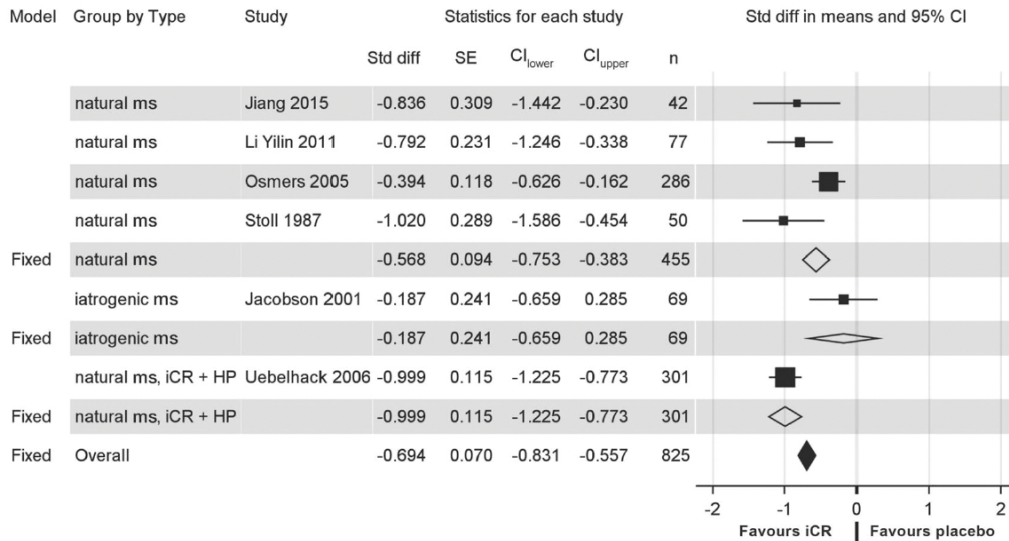 Model Group by Type Study Statistics for each study Std diff in means and 95% CI
Std diff SE CIlower CIupper n
natural ms Jiang 2015 -0.836 0.309 -1.442 -0.230 42
natural ms Li Yilin 2011 -0.792 0.231 -1.246 -0.338 77
natural ms Osmers 2005 -0.394 0.118 -0.626 -0.162 286
natural ms Stoll 1987 -1.020 0.289 -1.586 -0.454 50
Fixed natural ms -0.568 0.094 -0.753 -0.383 455
iatrogenic ms Jacobson 2001 -0.187 0.241 -0.659 0.285 69
Fixed iatrogenic ms -0.187 0.241 -0.659 0.285 69
natural ms, iCR + HP Uebelhack 2006 -0.999 0.115 -1.225 -0.773 301
Fixed natural ms, iCR + HP -0.999 0.115 -1.225 -0.773 301
Fixed Overall -0.694 0.070 -0.831 -0.557 825
-2 -1 0 1 2
Favours iCR Favours placebo